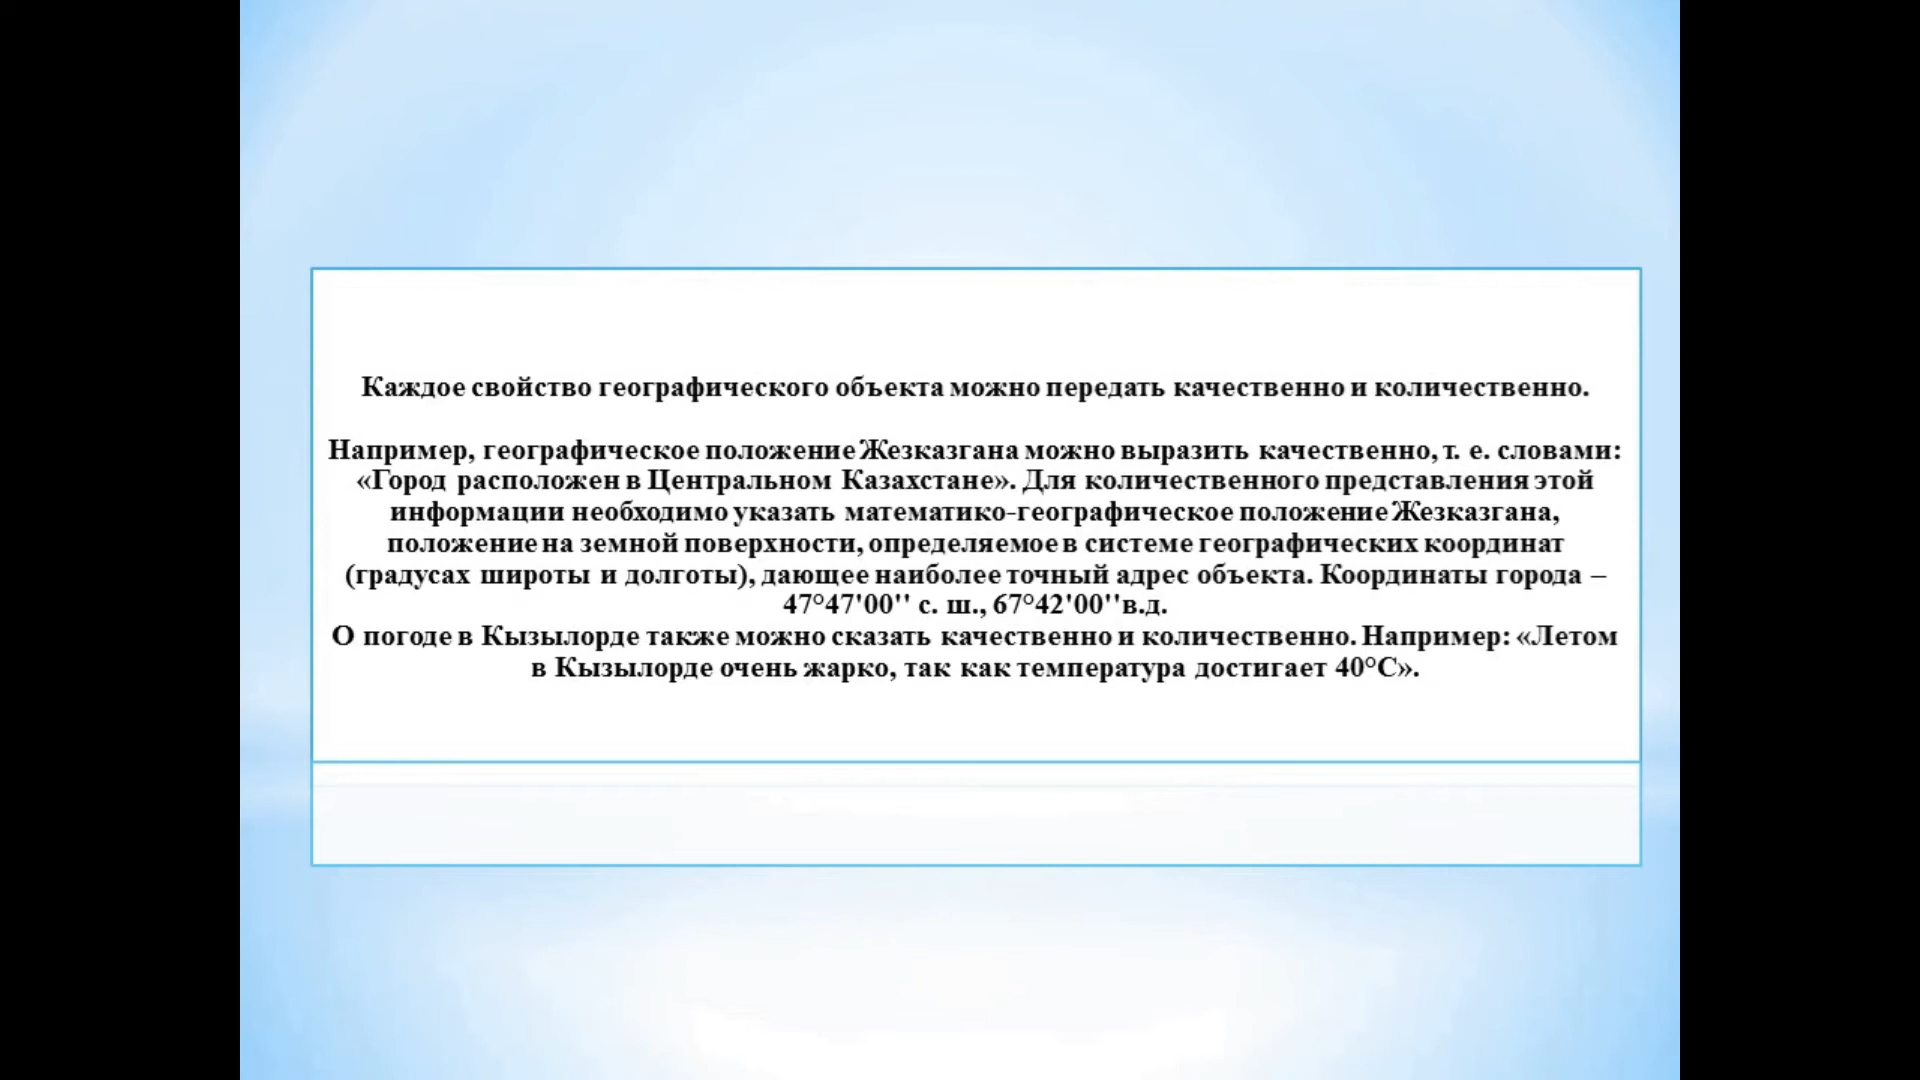 Каждое свойство географического объекта можно передать качественно и количественно.
Например, географическое положение Жезказгана можно выразить качественно, т. е. словами:
«Город расположен в Центральном Казахстане». Для количественного представления этой
информации необходимо указать математико-географическое положение Жезказгана,
положение на земной поверхности, определяемое в системе географических координат
(градусах широты и долготы), дающее наиболее точный адрес объекта. Координаты города –
47°47'00'' с. ш., 67°42'00''в.д.
О погоде в Кызылорде также можно сказать качественно и количественно. Например: «Летом
в Кызылорде очень жарко, так как температура достигает 40°С».